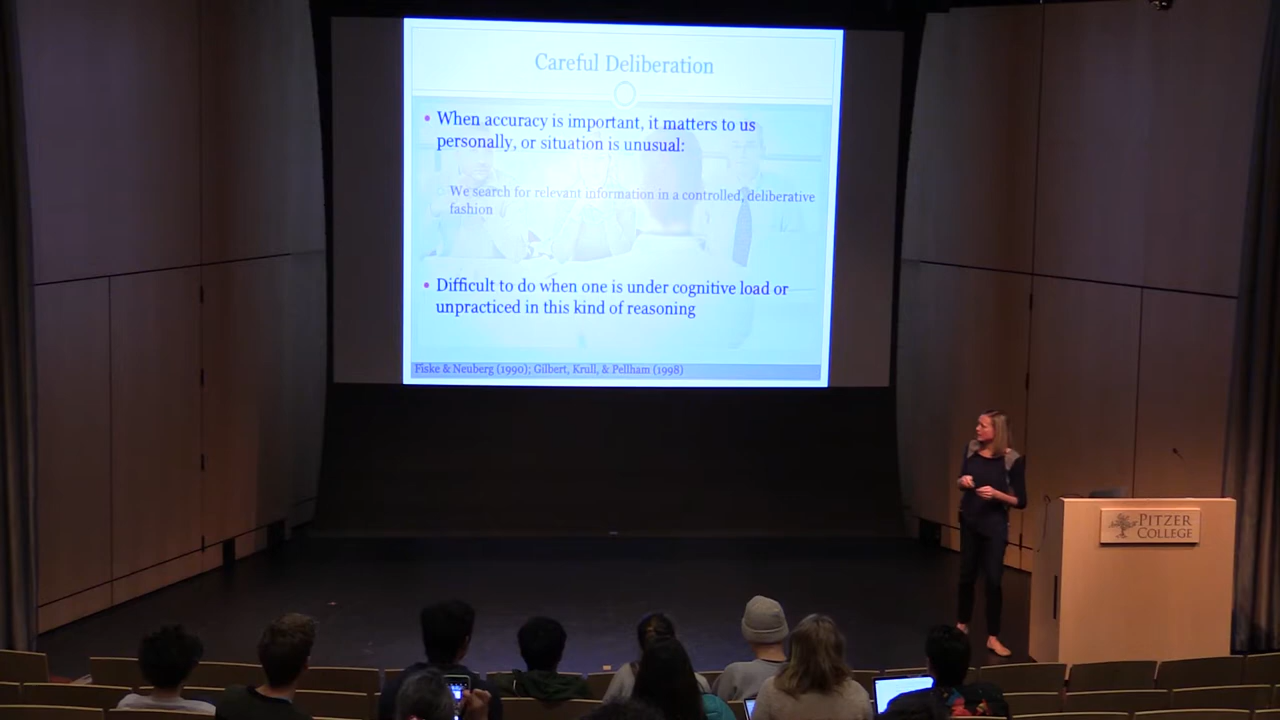 Careful Deliberation
• When accuracy is important, it matters to us
personally, or situation is unusual:
We search for relevant information in a controlled, deliberative
fashion
• Difficult to do when one is under cognitive load or
unpracticed in this kind of reasoning
Fiske & Neuberg (1990); Gilbert, Krull, & Pellham (1998)
PITZER
COLLEGE